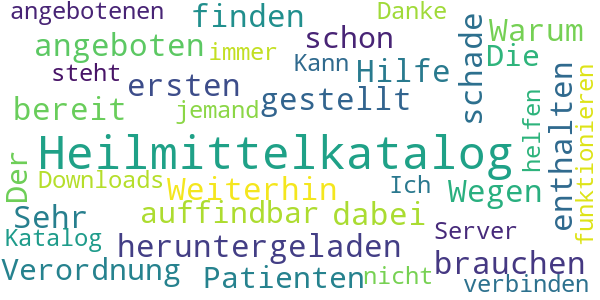 angebotenen finden Danke
angeboten immer schon Warum
steht Kann Hilfe schade Die
ersten
bereit jemand gestellt enthalten helfen funktionieren
Heilmittelkatalog
Der Downloads Weiterhin Ich Wegen
Sehr auffindbar dabei
Katalog heruntergeladen Server
Verordnung Patienten nicht brauchen
verbinden